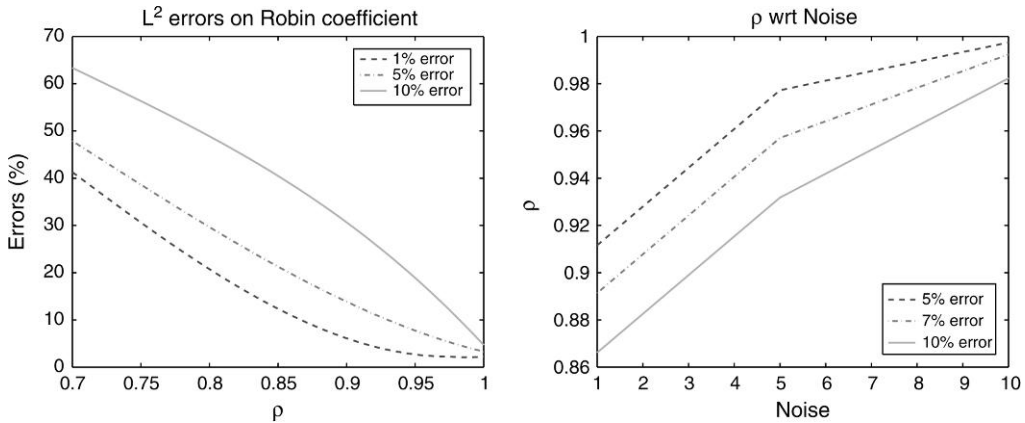 L² errors on Robin coefficient
70
60
50
40
30
20
10
0
Errors (%)
1% error
5% error
10% error
0.7 0.75 0.8 0.85 0.9 0.95 1
ρ
ρ wrt Noise
1
0.98
0.96
0.94
0.92
0.9
0.88
0.86
ρ
5% error
7% error
10% error
1 2 3 4 5 6 7 8 9 10
Noise